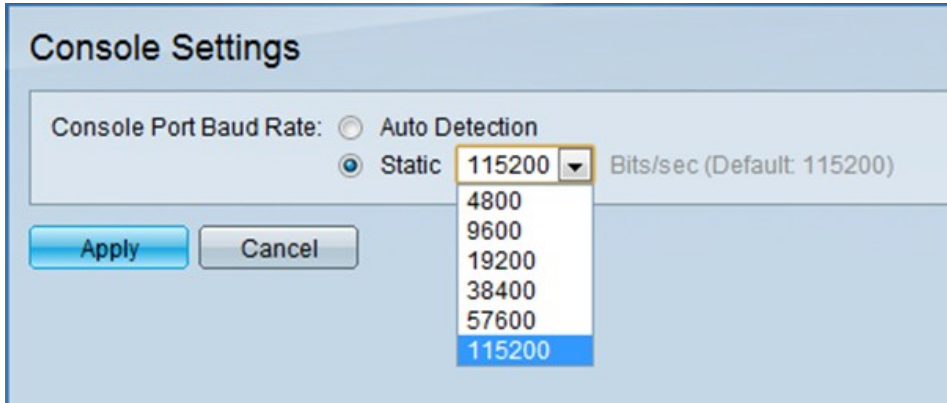 Console Settings
Console Port Baud Rate: Auto Detection
Static 115200 Bits/sec (Default: 115200)
4800
9600
19200
38400
57600
115200
Apply Cancel